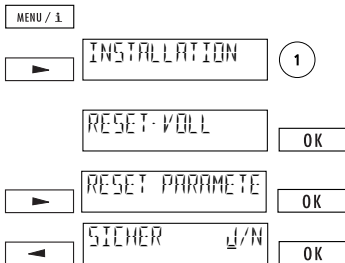 MENU / i
INSTALLATION
1
RESET-VOLL
OK
RESET PARAMETE
OK
SICHER J/N
OK